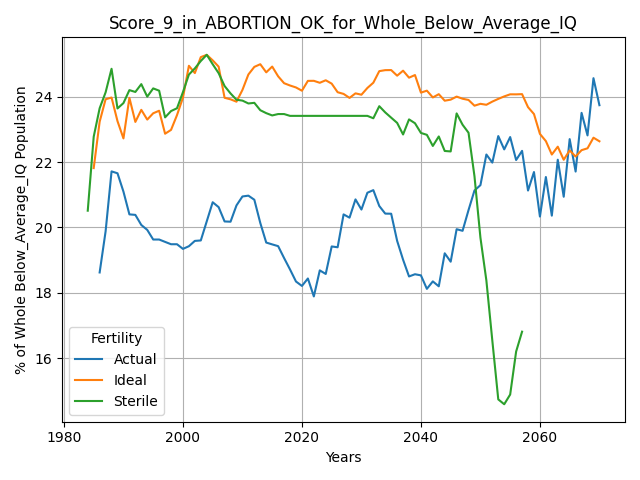 Score_9_in_ABORTION_OK_for_Whole_Below_Average_IQ
% of Whole Below_Average_IQ Population
24
22
20
18
16
Fertility
Actual
Ideal
Sterile
1980
2000
2020
2040
2060
Years